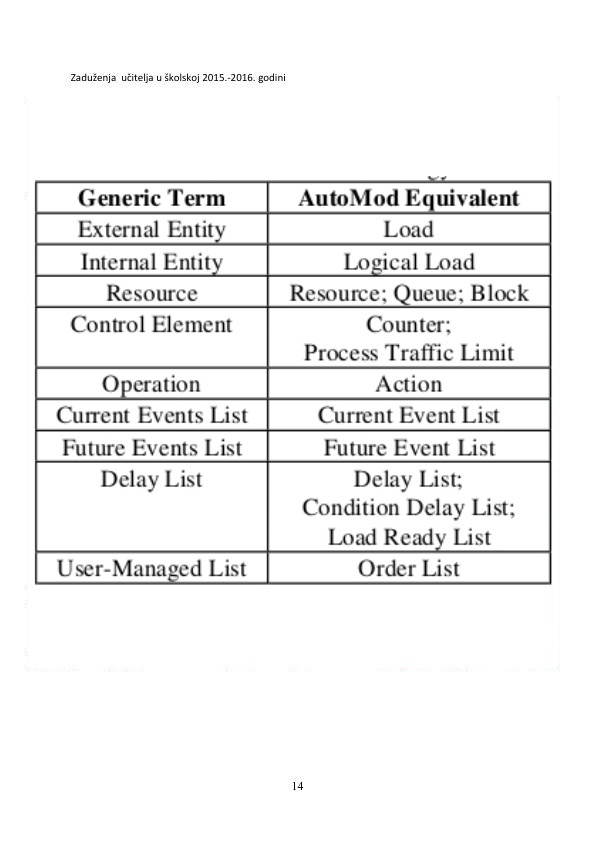 Zaduženja  učitelja u školskoj 2015.-2016. godini
Generic Term AutoMod Equivalent
External Entity Load
Internal Entity Logical Load
Resource Resource; Queue; Block
Control Element Counter;
Process Traffic Limit
Operation Action
Current Events List Current Event List
Future Events List Future Event List
Delay List Delay List;
Condition Delay List;
Load Ready List
User-Managed List Order List
14